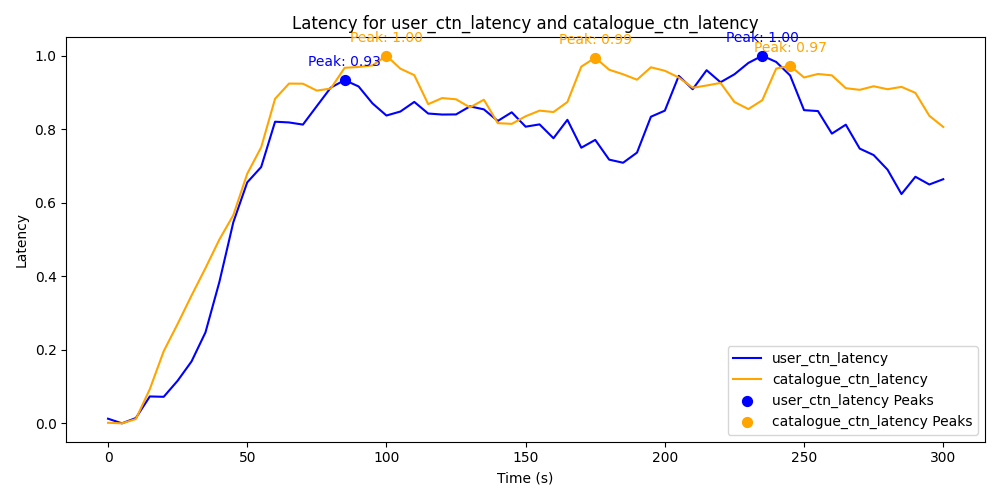 Latency for user_ctn_latency and catalogue_ctn_latency
Peak: 1.00
Peak: 0.99
Peak: 1.00
Peak: 0.97
Peak: 0.93
1.0
0.8
0.6
0.4
0.2
0.0
Latency
0 50 100 150 200 250 300
Time (s)
user_ctn_latency
catalogue_ctn_latency
user_ctn_latency Peaks
catalogue_ctn_latency Peaks